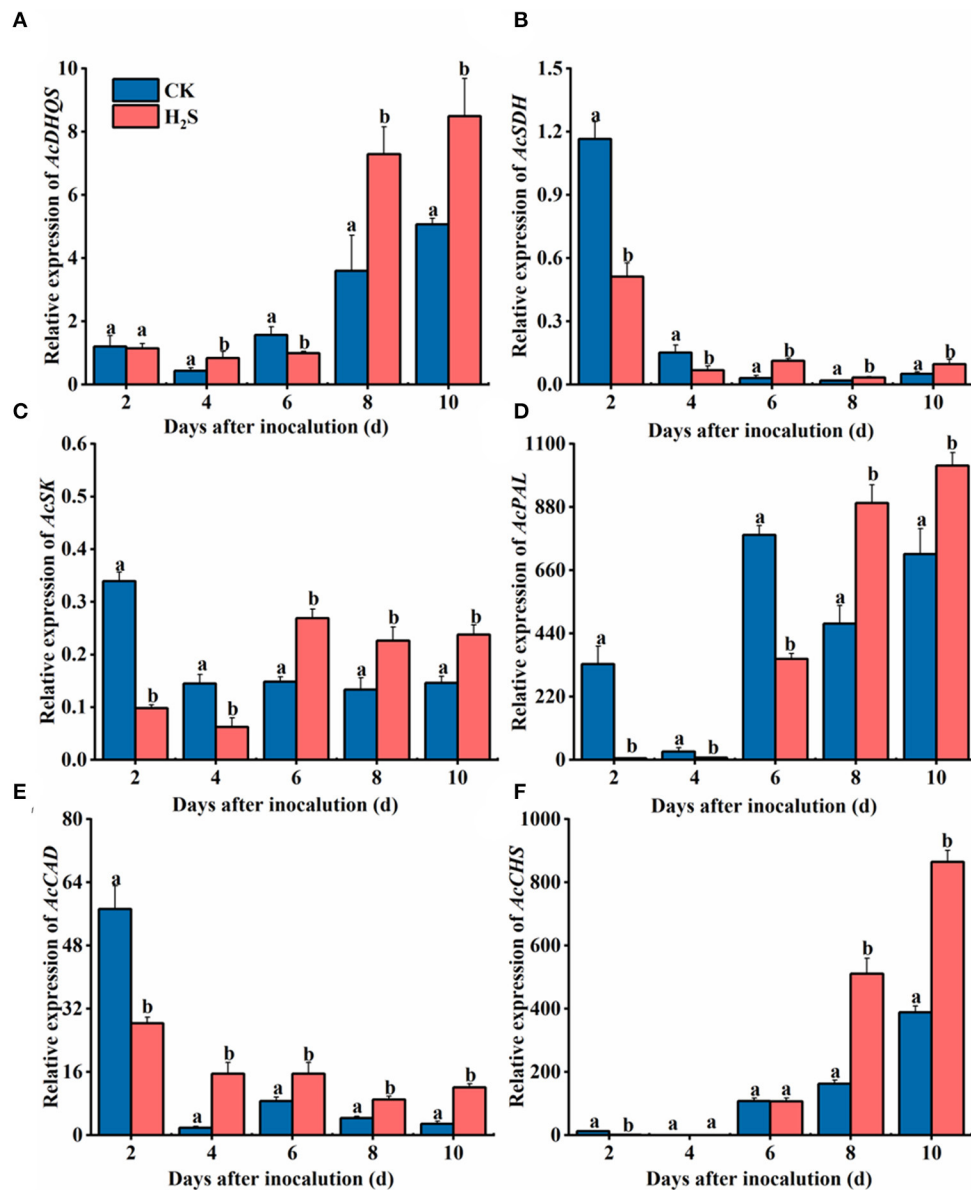 A
Relative expression of AcDHQS
10
8
6
4
2
0
CK
H₂S
a a a b a b a b a b
2 4 6 8 10
Days after inocalution (d)
B
Relative expression of AcSDH
1.5
1.2
0.9
0.6
0.3
0.0
a b a b a b a b a b
2 4 6 8 10
Days after inocalution (d)
C
Relative expression of AcSK
0.6
0.5
0.4
0.3
0.2
0.1
0.0
a b a b a b a b a b
2 4 6 8 10
Days after inocalution (d)
D
Relative expression of AcPAL
1100
880
660
440
220
0
a b a b a b a b a b
2 4 6 8 10
Days after inocalution (d)
E
Relative expression of AcCAD
80
64
48
32
16
0
a b a b a b a b a b
2 4 6 8 10
Days after inocalution (d)
F
Relative expression of AcCHS
1000
800
600
400
200
0
a b a a a a a b a b
2 4 6 8 10
Days after inocalution (d)